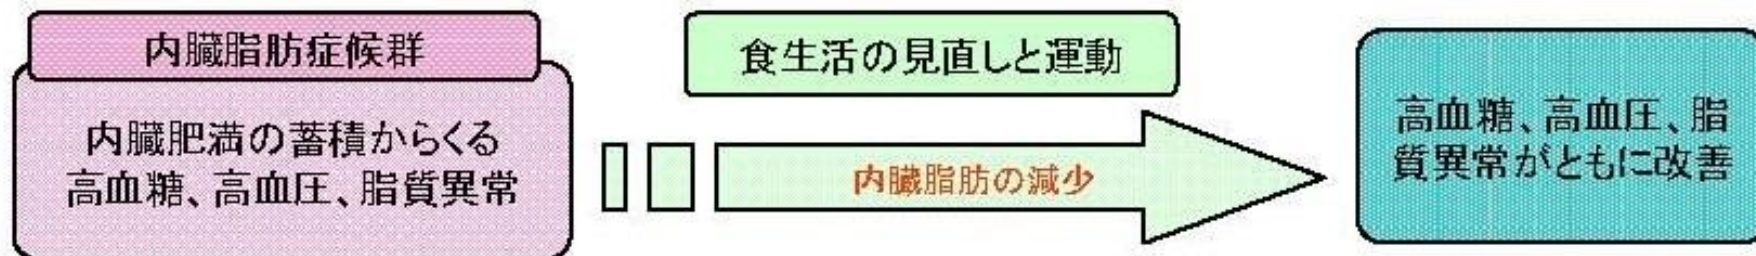 内臓脂肪症候群
内臓肥満の蓄積からくる
高血糖、高血圧、脂質異常
食生活の見直しと運動
内臓脂肪の減少
高血糖、高血圧、脂
質異常がともに改善